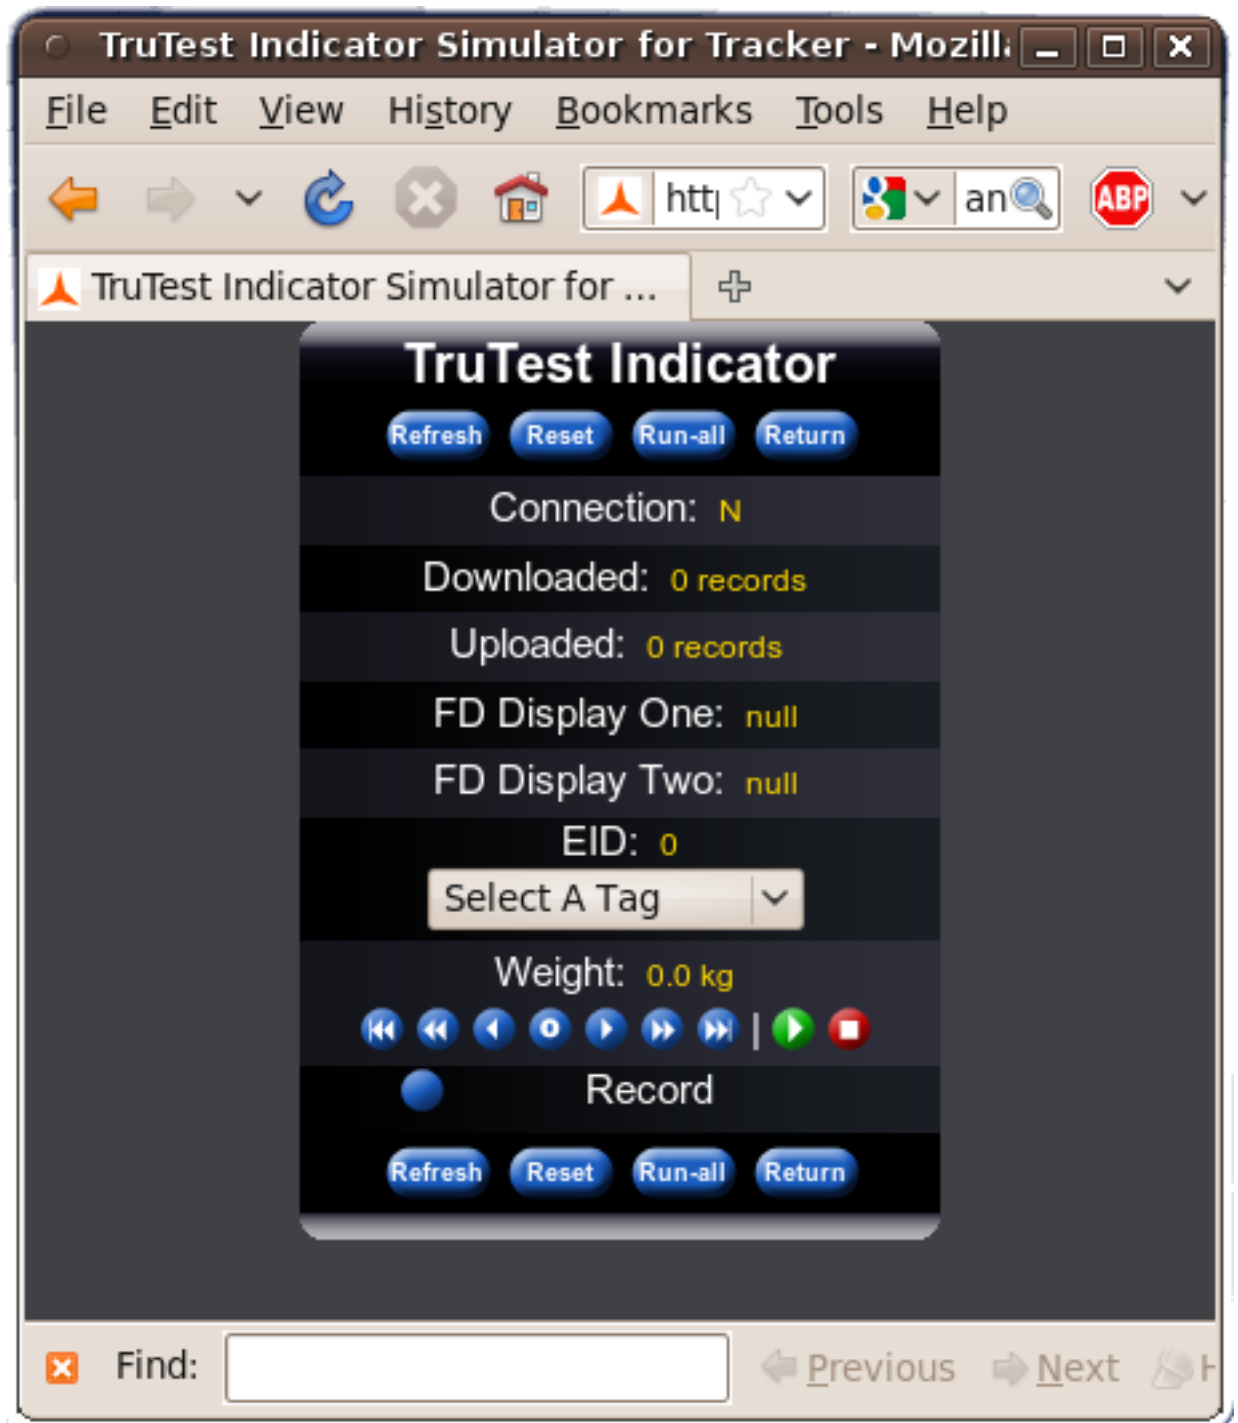 TruTest Indicator Simulator for Tracker - Mozill
File Edit View History Bookmarks Tools Help
ABP
TruTest Indicator Simulator for ...
TruTest Indicator
Refresh Reset Run-all Return
Connection: N
Downloaded: 0 records
Uploaded: 0 records
FD Display One: null
FD Display Two: null
EID: 0
Select A Tag
Weight: 0.0 kg
Record
Refresh Reset Run-all Return
Find: Previous Next